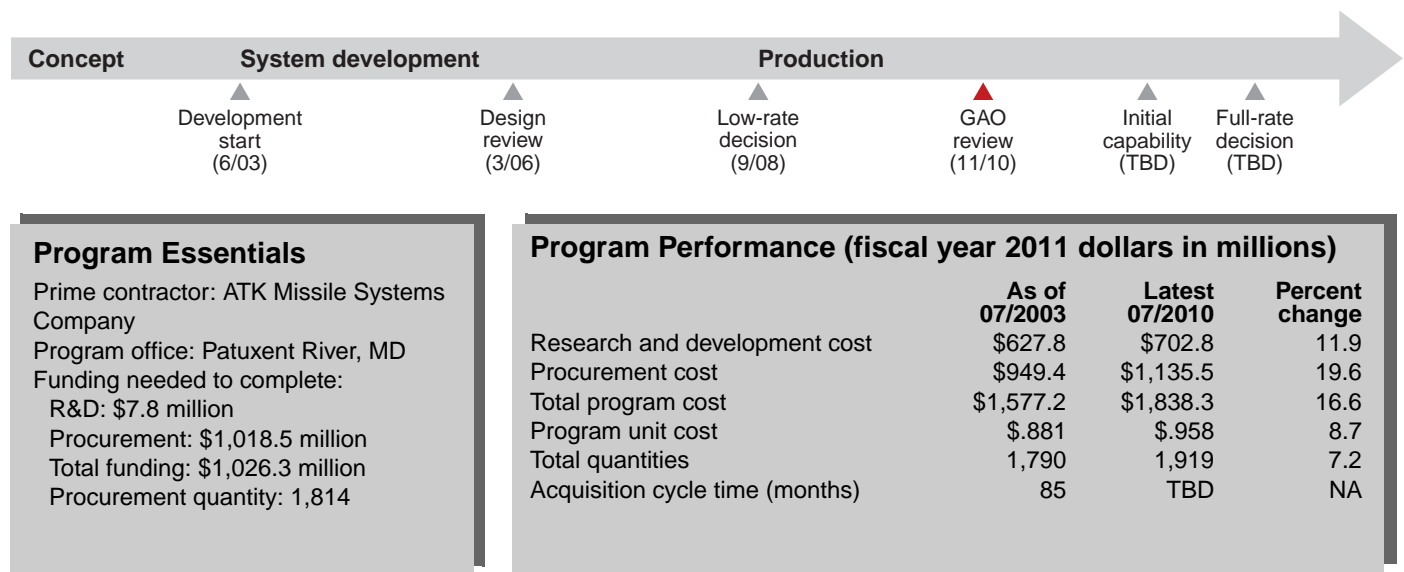 Concept System development Production
Development start (6/03)
Design review (3/06)
Low-rate decision (9/08)
GAO review (11/10)
Initial capability (TBD)
Full-rate decision (TBD)
Program Essentials
Prime contractor: ATK Missile Systems
Company
Program office: Patuxent River, MD
Funding needed to complete:
R&D: $7.8 million
Procurement: $1,018.5 million
Total funding: $1,026.3 million
Procurement quantity: 1,814
Program Performance (fiscal year 2011 dollars in millions)
As of 07/2003 Latest 07/2010 Percent change
Research and development cost $627.8 $702.8 11.9
Procurement cost $949.4 $1,135.5 19.6
Total program cost $1,577.2 $1,838.3 16.6
Program unit cost $.881 $.958 8.7
Total quantities 1,790 1,919 7.2
Acquisition cycle time (months) 85 TBD NA